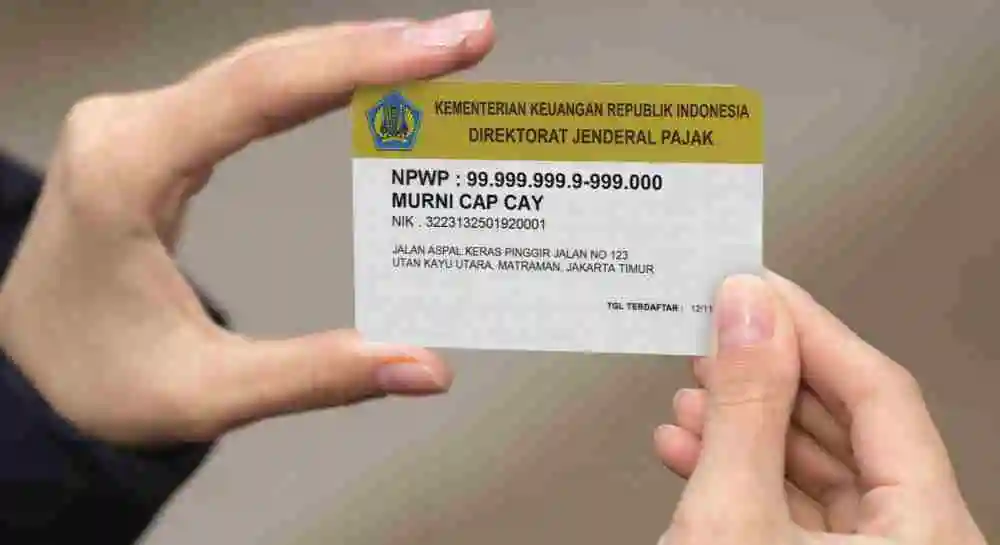 KEMENTERIAN KEUANGAN REPUBLIK INDONESIA
DIREKTORAT JENDERAL PAJAK
NPWP : 99.999.999.9-999.000
MURNI CAP CAY
NIK . 3223132501920001
JALAN ASPAL KERAS PINGGIR JALAN NO 123
UTAN KAYU UTARA, MATRAMAN, JAKARTA TIMUR
TGL TERDAFTAR : 12/11